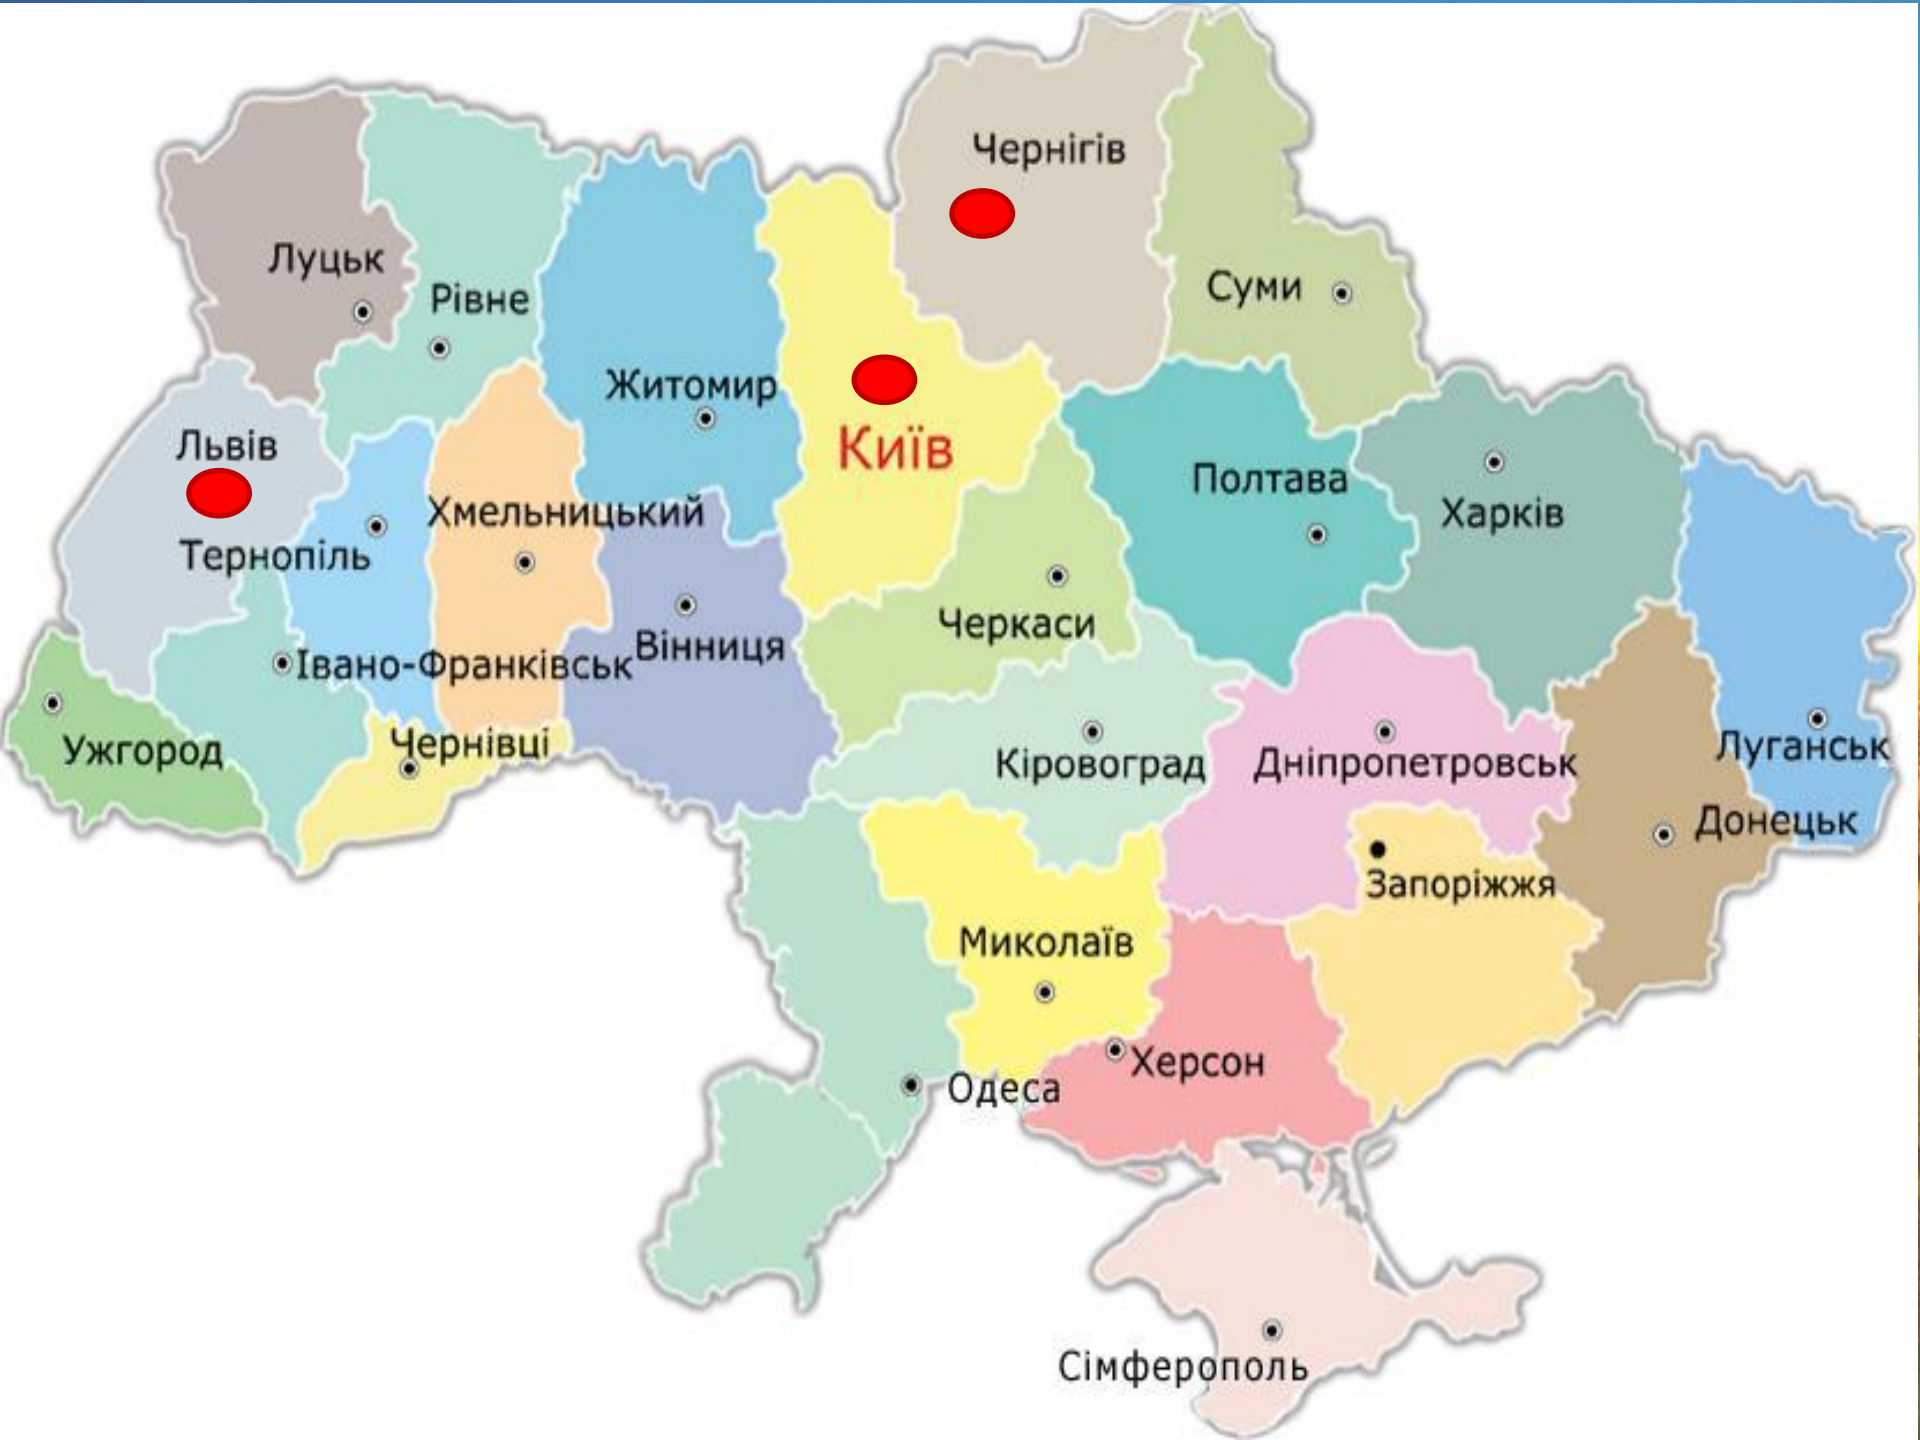 Чернігів
Луцьк
Суми
Рівне
Житомир
Львів
Київ
Полтава
Хмельницький
Харків
Тернопіль
Черкаси
Вінниця
Івано-Франківськ
Чернівці
Ужгород
Кіровоград
Дніпропетровськ
Луганськ
Донецьк
Запоріжжя
Миколаїв
Херсон
Одеса
Сімферополь